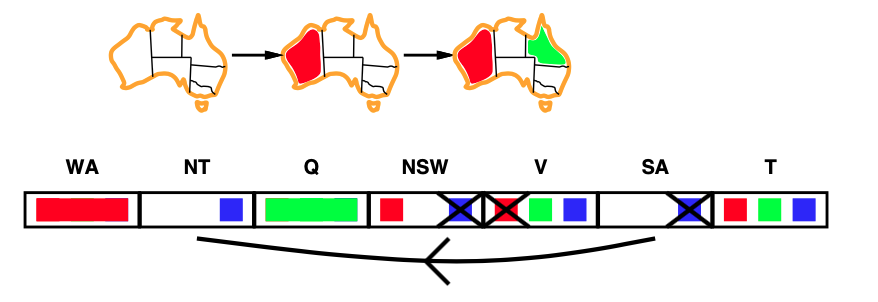 WA NT Q NSW V SA T